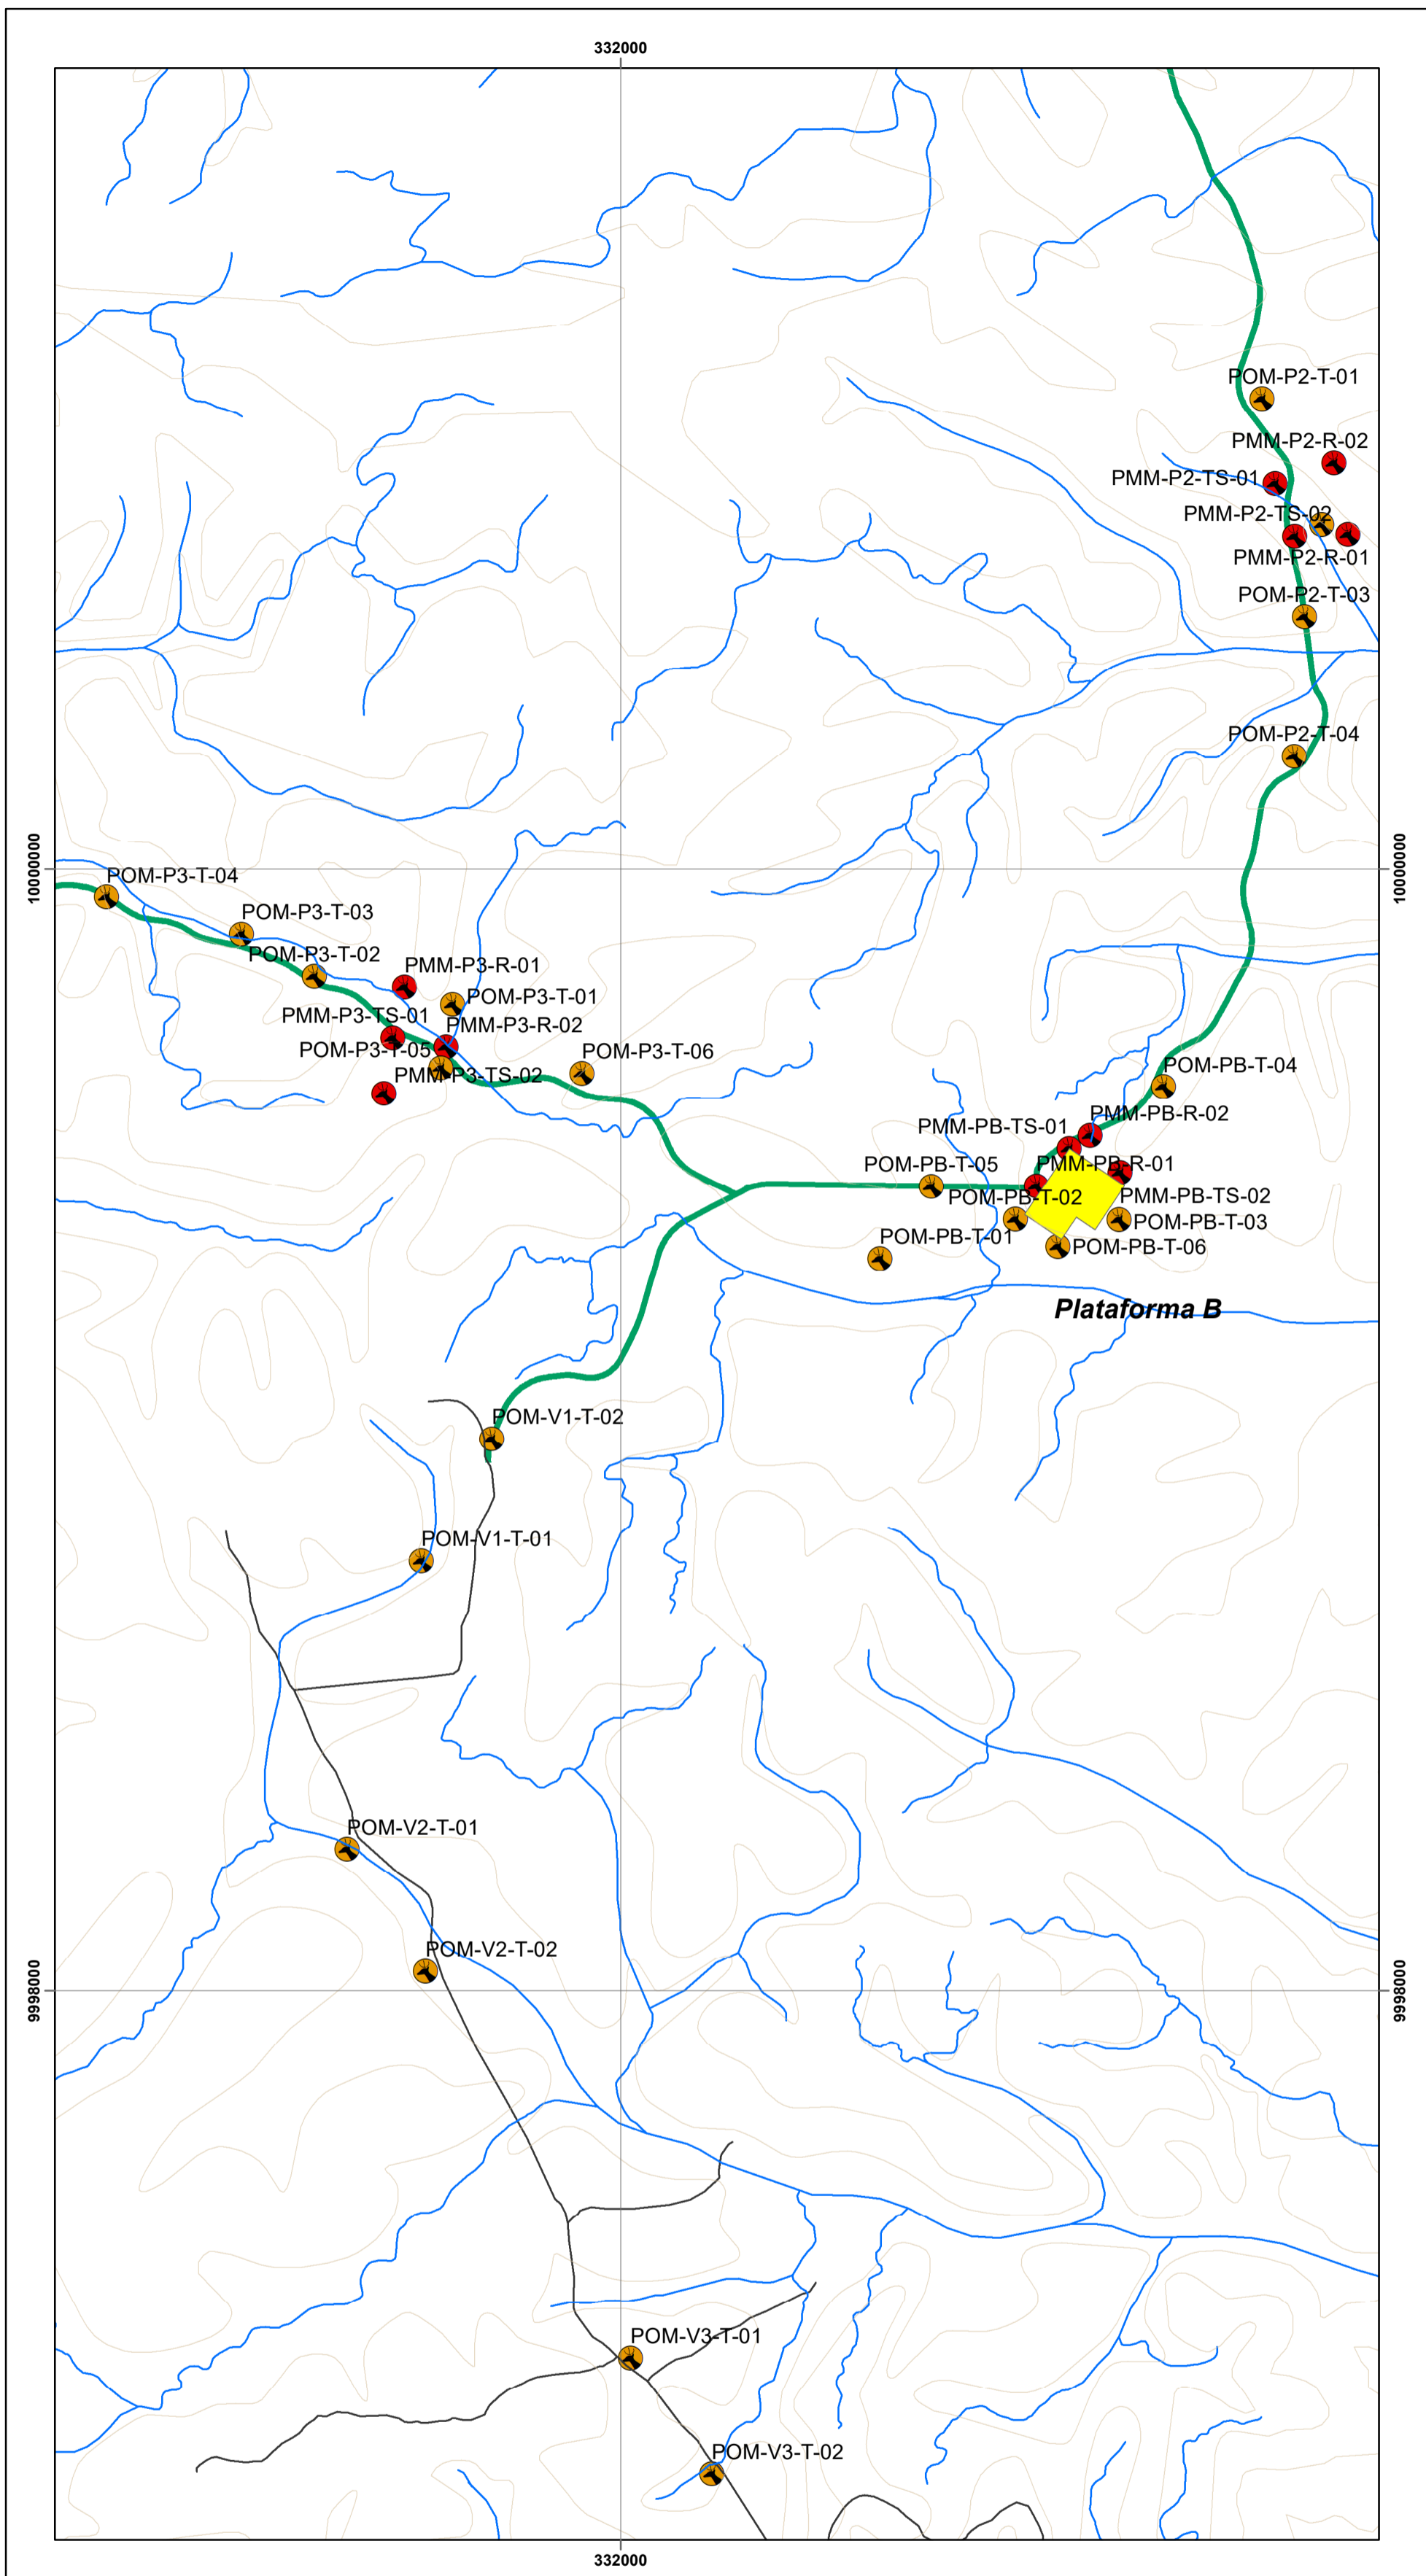 332000
POM-P2-T-01
PMM-P2-R-02
PMM-P2-TS-01
PMM-P2-TS-02
PMM-P2-R-01
POM-P2-T-03
POM-P2-T-04
10000000
10000000
POM-P3-T-04
POM-P3-T-03
POM-P3-T-02
PMM-P3-R-01
POM-P3-T-01
PMM-P3-TS-01
PMM-P3-R-02
POM-P3-T-05
POM-P3-T-06
PMM-P3-TS-02
POM-PB-T-04
PMM-PB-R-02
PMM-PB-TS-01
POM-PB-T-05
PMM-PB-R-01
POM-PB-T-02
PMM-PB-TS-02
POM-PB-T-03
POM-PB-T-01
POM-PB-T-06
Plataforma B
POM-V1-T-02
POM-V1-T-01
POM-V2-T-01
POM-V2-T-02
9998000
9998000
POM-V3-T-01
POM-V3-T-02
332000